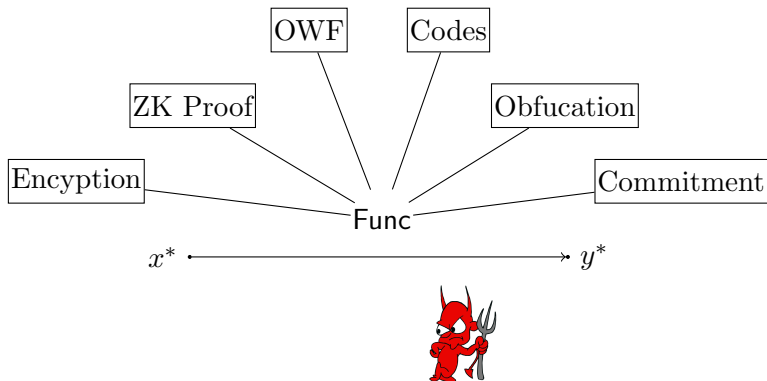 OWF
Codes
ZK Proof
Obfucation
Encyption
Commitment
Func
x* y*